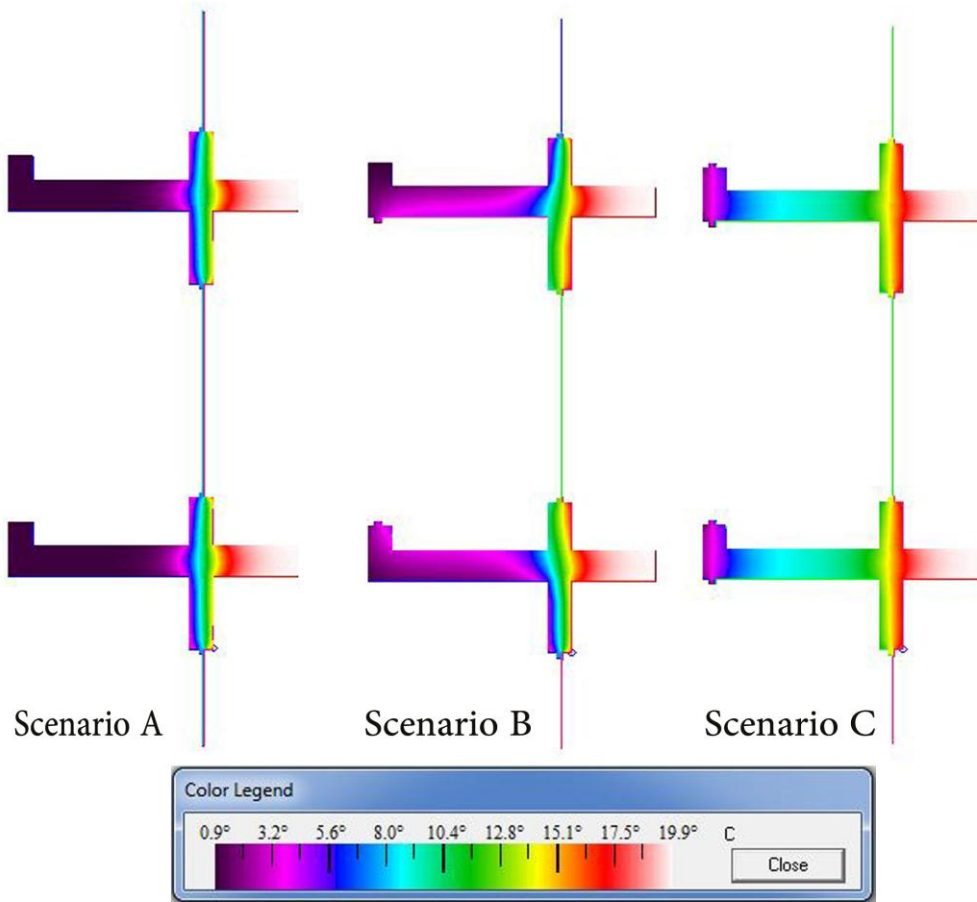 Scenario A Scenario B Scenario C
Color Legend
0.9° 3.2° 5.6° 8.0° 10.4° 12.8° 15.1° 17.5° 19.9° C
Close